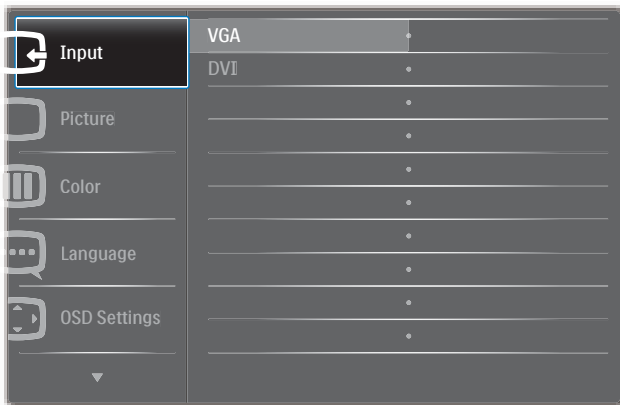 Input
VGA
DVI
Picture
Color
Language
OSD Settings